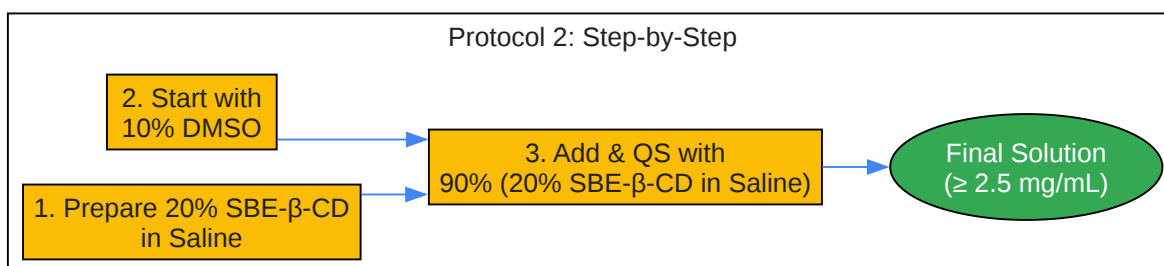 Protocol 2: Step-by-Step
2. Start with
10% DMSO
1. Prepare 20% SBE-β-CD
in Saline
3. Add & QS with
90% (20% SBE-β-CD in Saline)
Final Solution
(≥ 2.5 mg/mL)